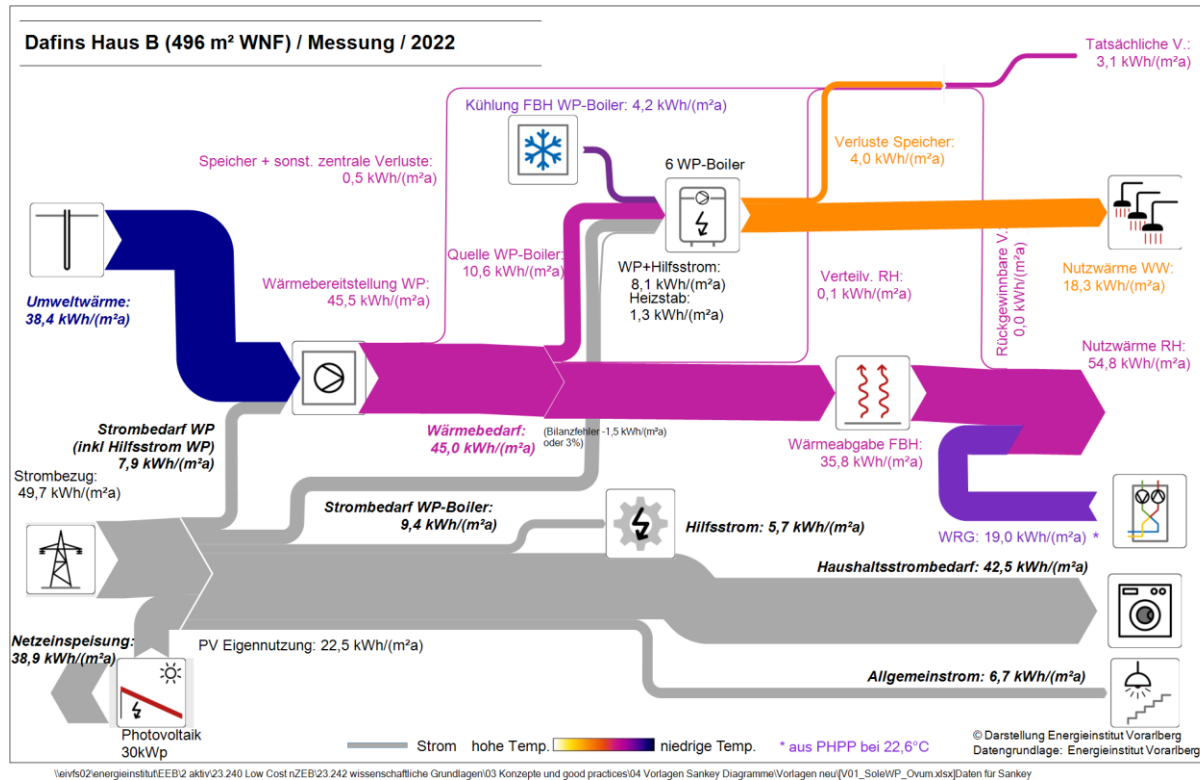 Dafins Haus B (496 m² WNF) / Messung / 2022
Tatsächliche V.:
3,1 kWh/(m²a)
Kühlung FBH WP-Boiler: 4,2 kWh/(m²a)
Verluste Speicher:
4,0 kWh/(m²a)
Speicher + sonst. zentrale Verluste:
0,5 kWh/(m²a)
6 WP-Boiler
Quelle WP-Boiler:
10,6 kWh/(m²a)
WP+Hilfsstrom:
8,1 kWh/(m²a)
Heizstab:
1,3 kWh/(m²a)
Verteilv. RH:
0,1 kWh/(m²a)
Rückgewinnbare V.:
0,0 kWh/(m²a)
Nutzwärme WW:
18,3 kWh/(m²a)
Umweltwärme:
38,4 kWh/(m²a)
Wärmebereitstellung WP:
45,5 kWh/(m²a)
Nutzwärme RH:
54,8 kWh/(m²a)
Strombedarf WP
(inkl Hilfsstrom WP)
7,9 kWh/(m²a)
Wärmebedarf:
45,0 kWh/(m²a)
(Bilanzfehler -1,5 kWh/(m²a)
oder 3%)
Wärmeabgabe FBH:
35,8 kWh/(m²a)
Strombezug:
49,7 kWh/(m²a)
Strombedarf WP-Boiler:
9,4 kWh/(m²a)
Hilfsstrom: 5,7 kWh/(m²a)
WRG: 19,0 kWh/(m²a) *
Haushaltsstrombedarf: 42,5 kWh/(m²a)
Netzeinspeisung:
38,9 kWh/(m²a)
PV Eigennutzung: 22,5 kWh/(m²a)
Allgemeinstrom: 6,7 kWh/(m²a)
Photovoltaik
30kWp
Strom hohe Temp. niedrige Temp. * aus PHPP bei 22,6°C
© Darstellung Energieinstitut Vorarlberg
Datengrundlage: Energieinstitut Vorarlberg
\\eivfs02\energieinstitut\EEB\2 aktiv\23.240 Low Cost nZEB\23.242 wissenschaftliche Grundlagen\03 Konzepte und good practices\04 Vorlagen Sankey Diagramme\Vorlagen neu\[V01_SoleWP_Ovum.xlsx]Daten für Sankey